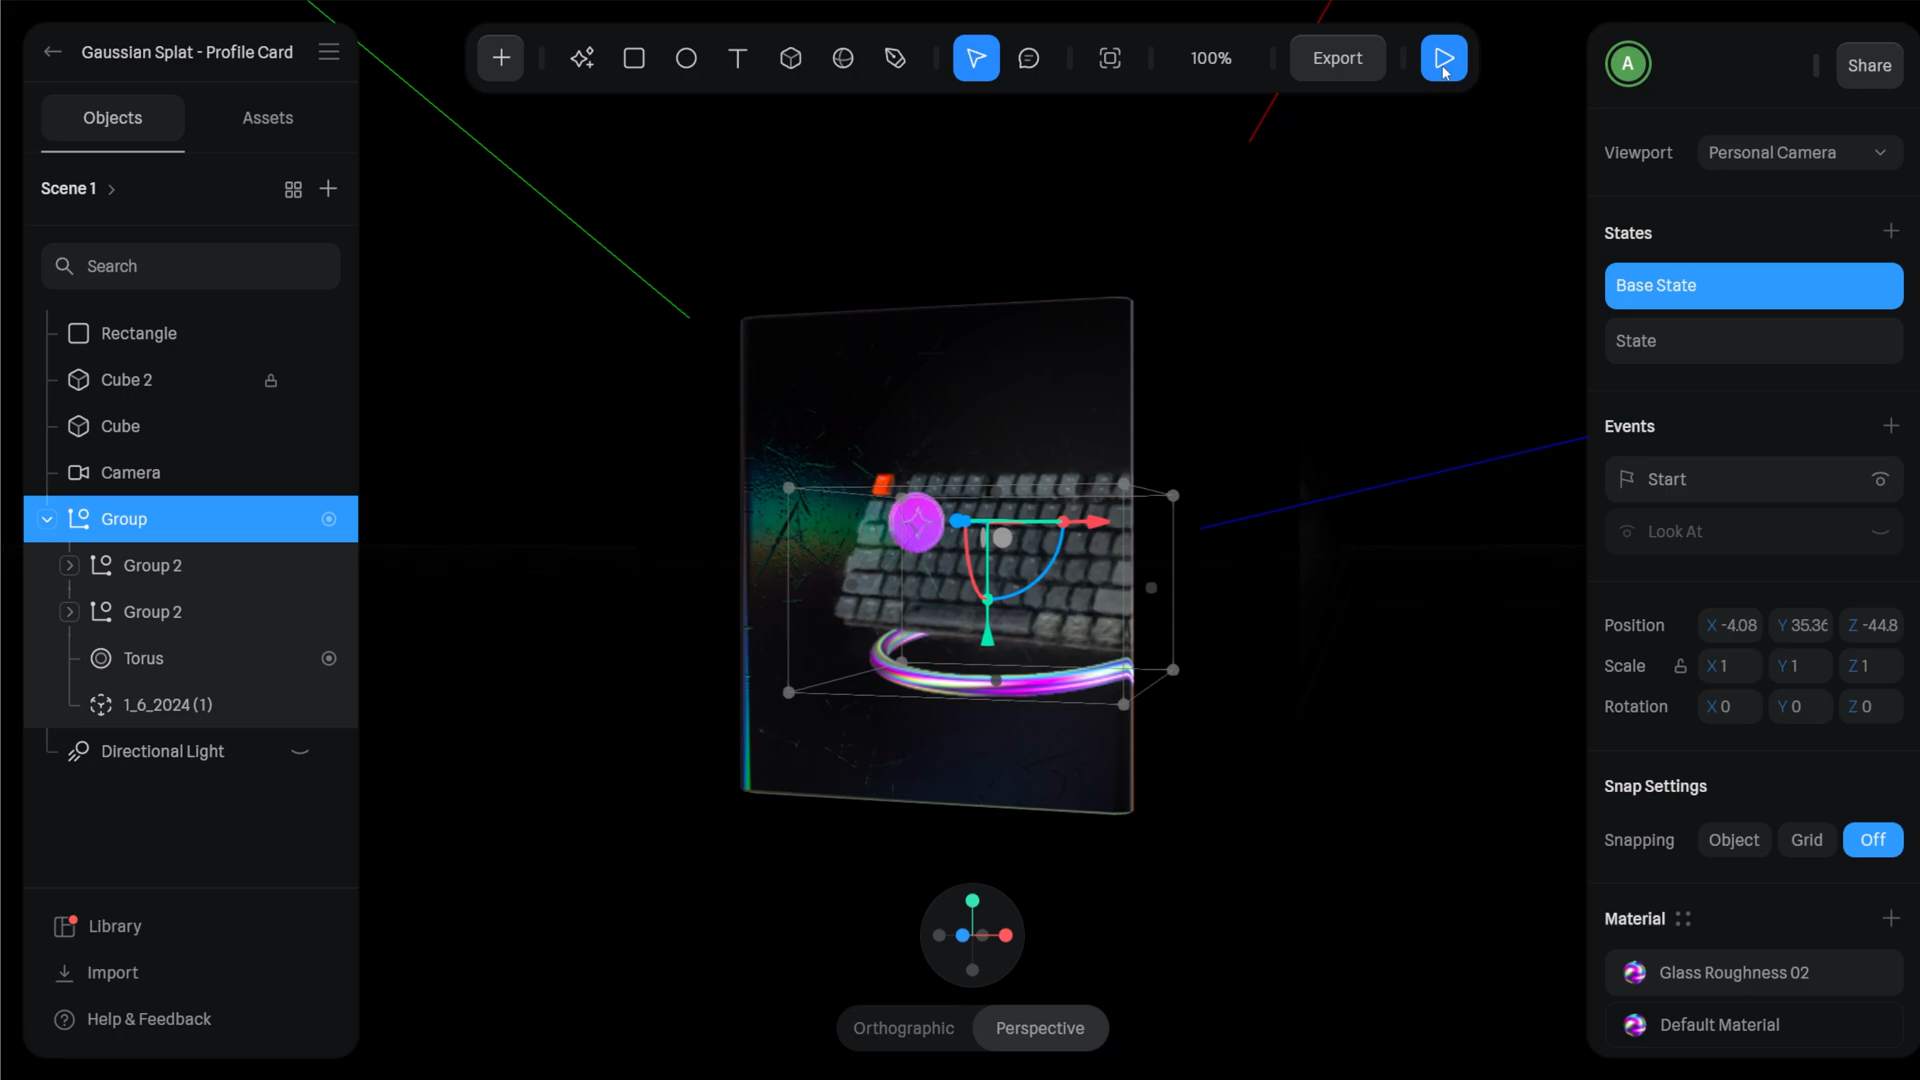 Gaussian Splat - Profile Card
100%
Export
A
Share
Objects
Assets
Scene 1
Search
Rectangle
Cube 2
Cube
Camera
Group
Group 2
Group 2
Torus
1_6_2024 (1)
Directional Light
Library
Import
Help & Feedback
Orthographic
Perspective
Viewport
Personal Camera
States
Base State
State
Events
Start
Look At
Position X -4.08 Y 35.36 Z -44.8
Scale X 1 Y 1 Z 1
Rotation X 0 Y 0 Z 0
Snap Settings
Snapping Object Grid Off
Material
Glass Roughness 02
Default Material